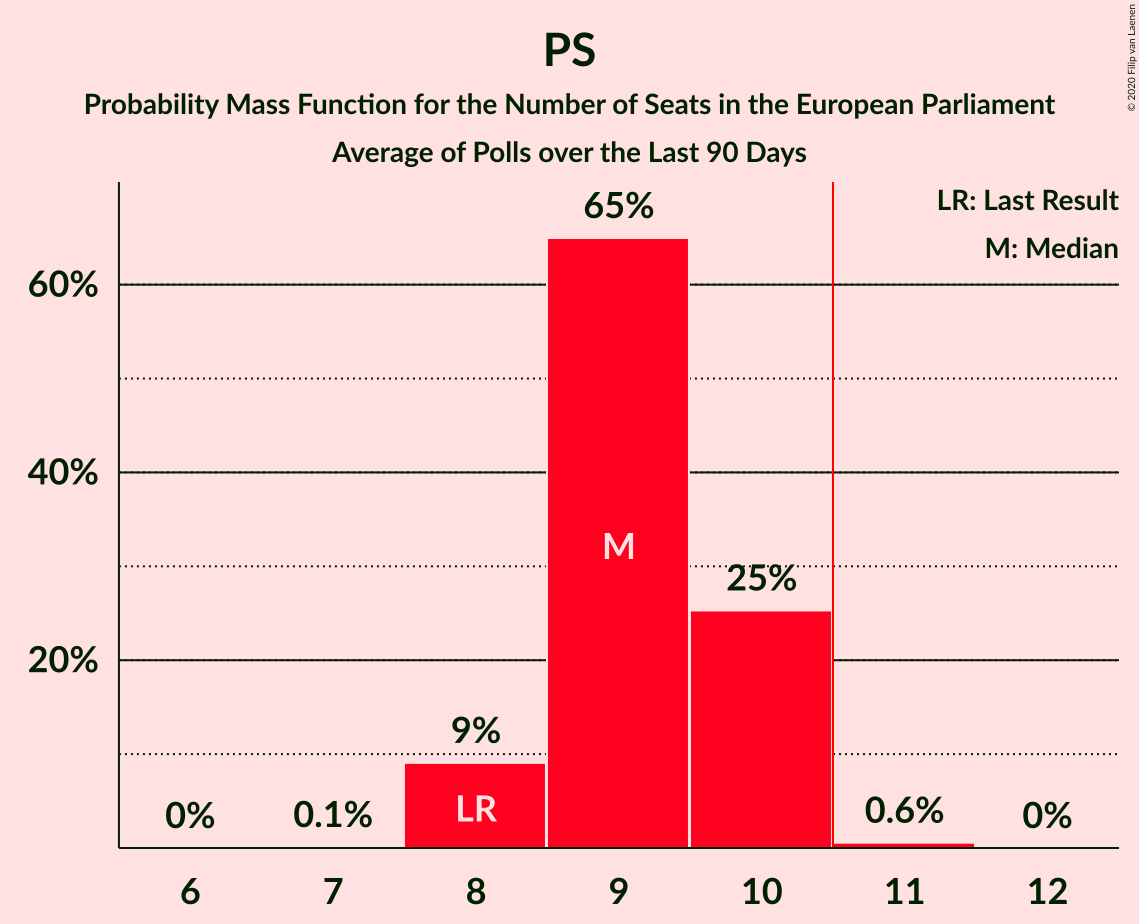 PS
Probability Mass Function for the Number of Seats in the European Parliament
Average of Polls over the Last 90 Days
© 2020 Filip van Laenen
LR: Last Result
M: Median
60%
40%
20%
0%
0.1%
9%
65%
25%
0.6%
0%
LR
M
6 7 8 9 10 11 12